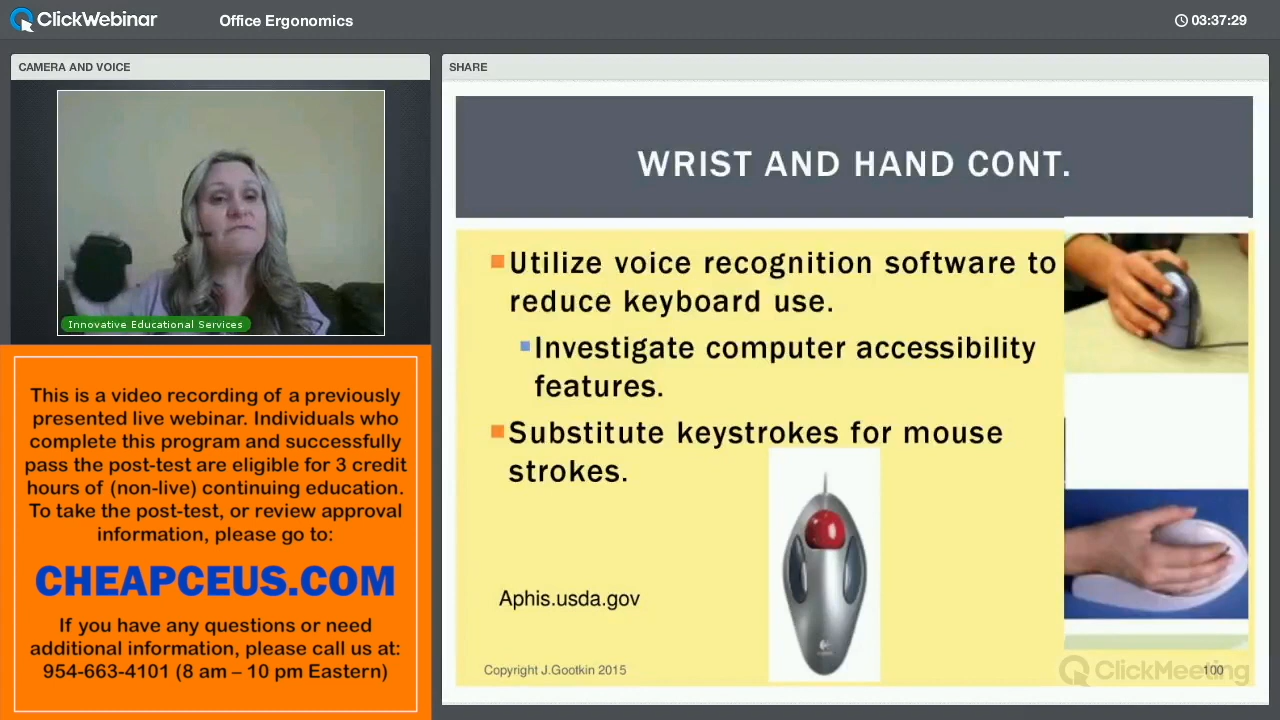 ClickWebinar
Office Ergonomics
03:37:29
CAMERA AND VOICE
SHARE
Innovative Educational Services
This is a video recording of a previously
presented live webinar. Individuals who
complete this program and successfully
pass the post-test are eligible for 3 credit
hours of (non-live) continuing education.
To take the post-test, or review approval
information, please go to:
CHEAPCEUS.COM
If you have any questions or need
additional information, please call us at:
954-663-4101 (8 am – 10 pm Eastern)
WRIST AND HAND CONT.
Utilize voice recognition software to
reduce keyboard use.
Investigate computer accessibility
features.
Substitute keystrokes for mouse
strokes.
Aphis.usda.gov
Copyright J.Gootkin 2015
ClickMeeting
100